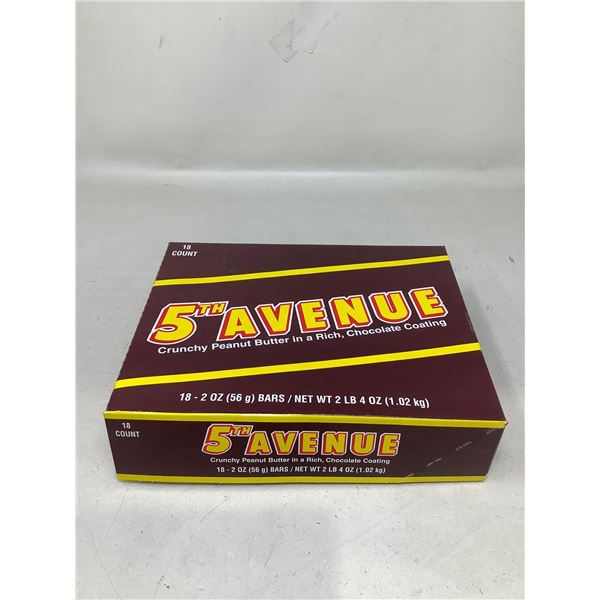 18
COUNT
5TH AVENUE
Crunchy Peanut Butter in a Rich, Chocolate Coating
18 - 2 OZ (56 g) BARS / NET WT 2 LB 4 OZ (1.02 kg)
18
COUNT
5TH AVENUE
Crunchy Peanut Butter in a Rich, Chocolate Coating
18 - 2 OZ (56 g) BARS / NET WT 2 LB 4 OZ (1.02 kg)